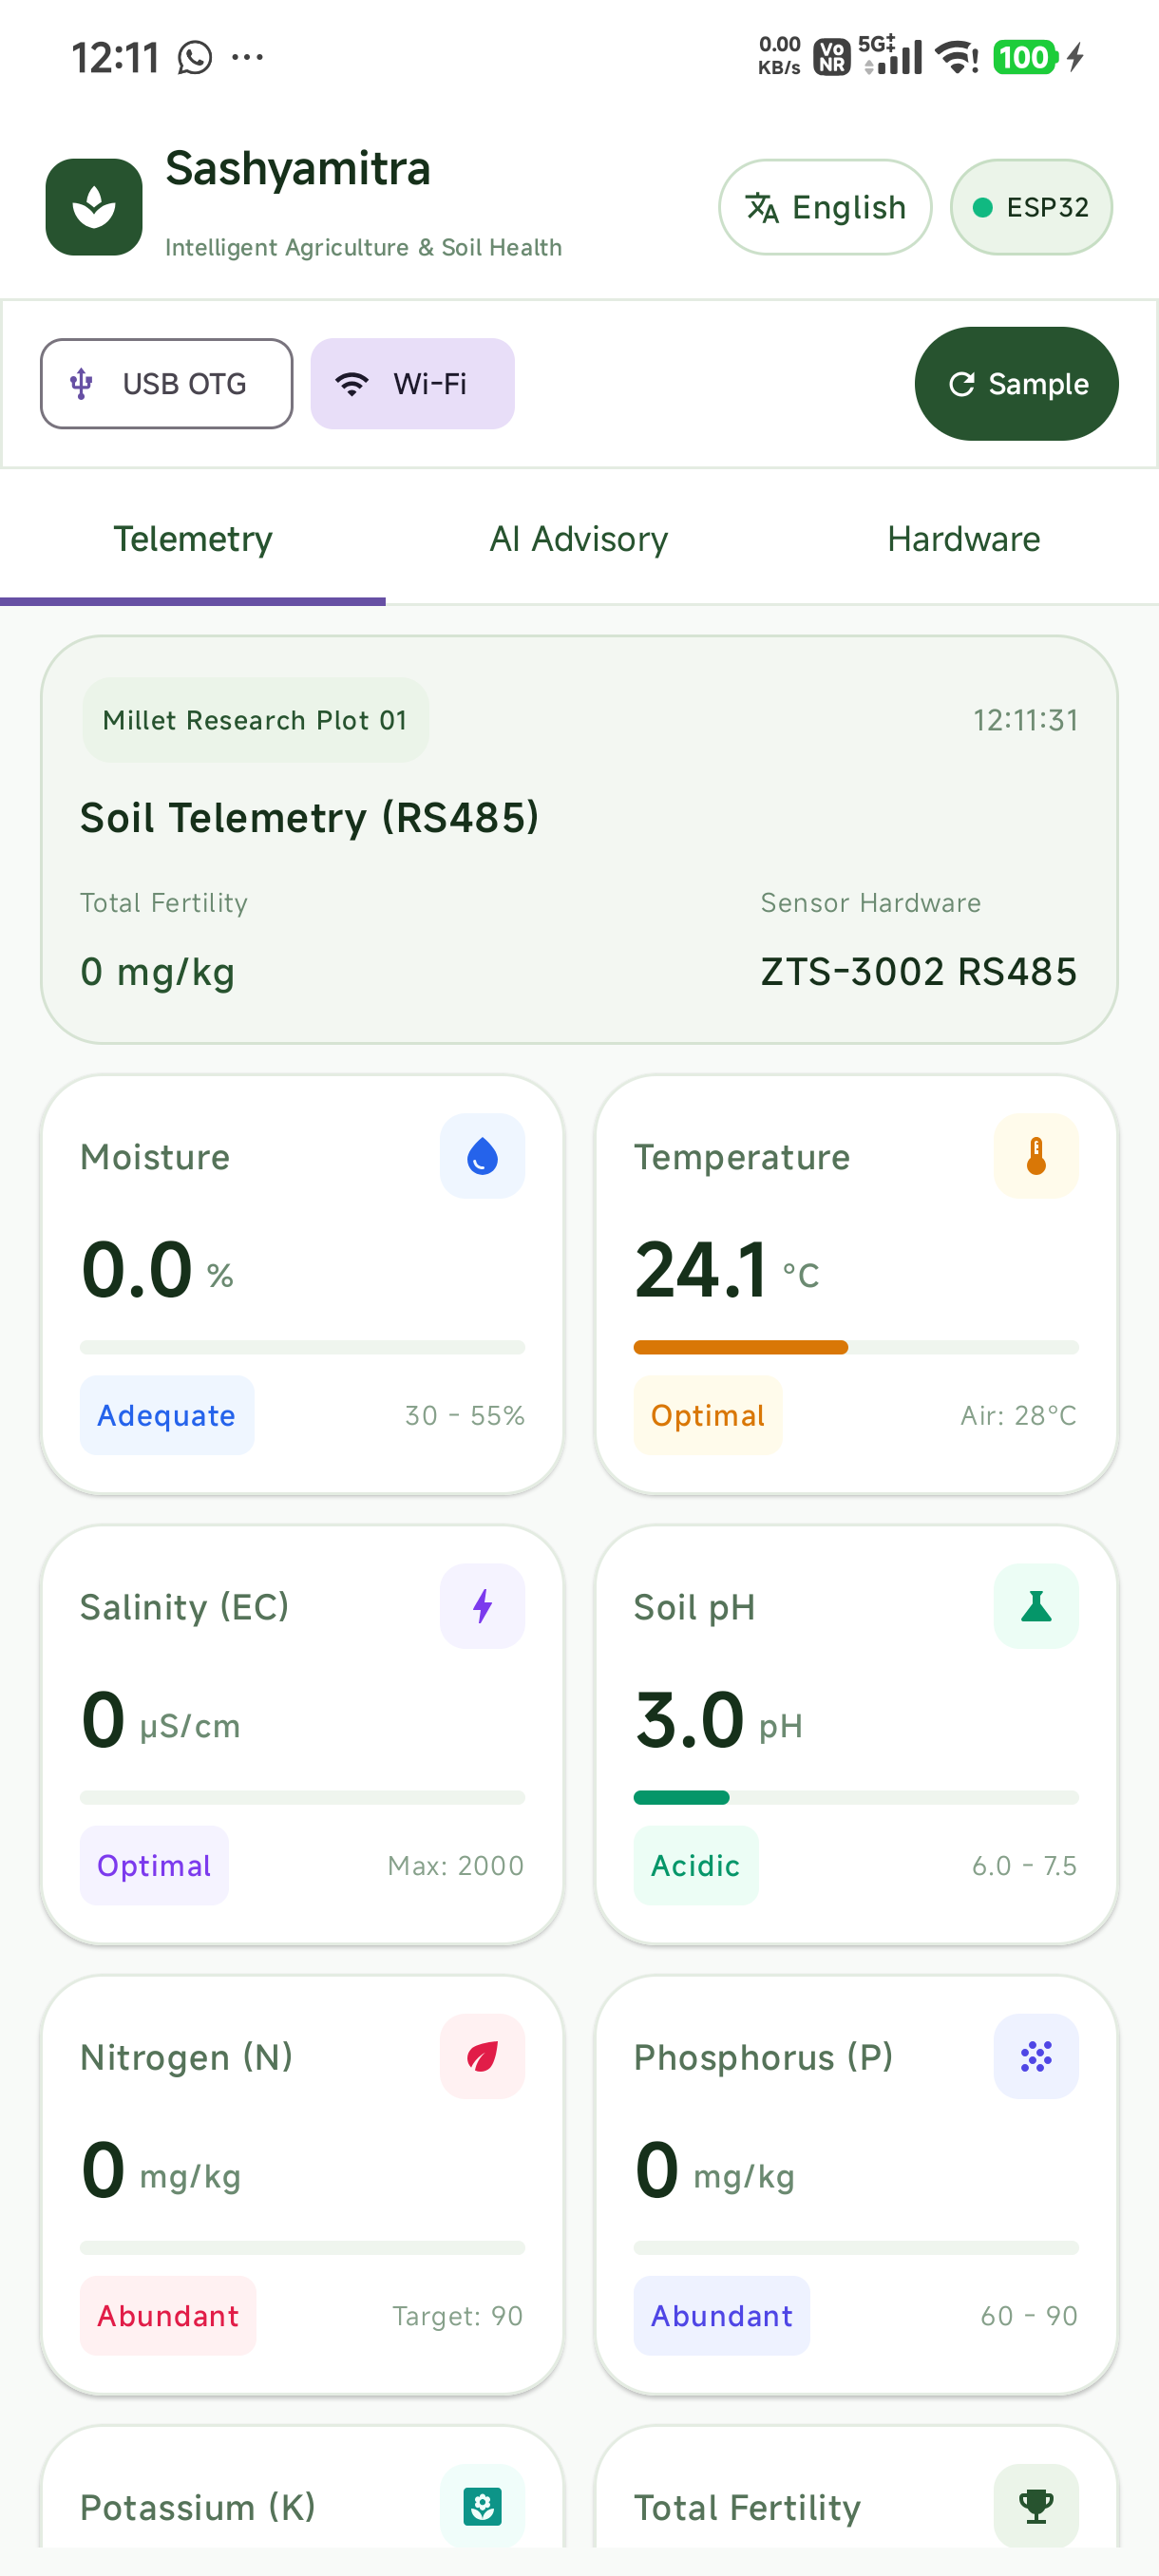 12:11 ...
0.00 KB/s VoNR 5G‡ 100
Sashyamitra
Intelligent Agriculture & Soil Health
English
ESP32
USB OTG
Wi-Fi
Sample
Telemetry
AI Advisory
Hardware
Millet Research Plot 01
12:11:31
Soil Telemetry (RS485)
Total Fertility
Sensor Hardware
0 mg/kg
ZTS-3002 RS485
Moisture
Temperature
0.0 %
24.1 °C
Adequate
30 - 55%
Optimal
Air: 28°C
Salinity (EC)
Soil pH
0 µS/cm
3.0 pH
Optimal
Max: 2000
Acidic
6.0 - 7.5
Nitrogen (N)
Phosphorus (P)
0 mg/kg
0 mg/kg
Abundant
Target: 90
Abundant
60 - 90
Potassium (K)
Total Fertility